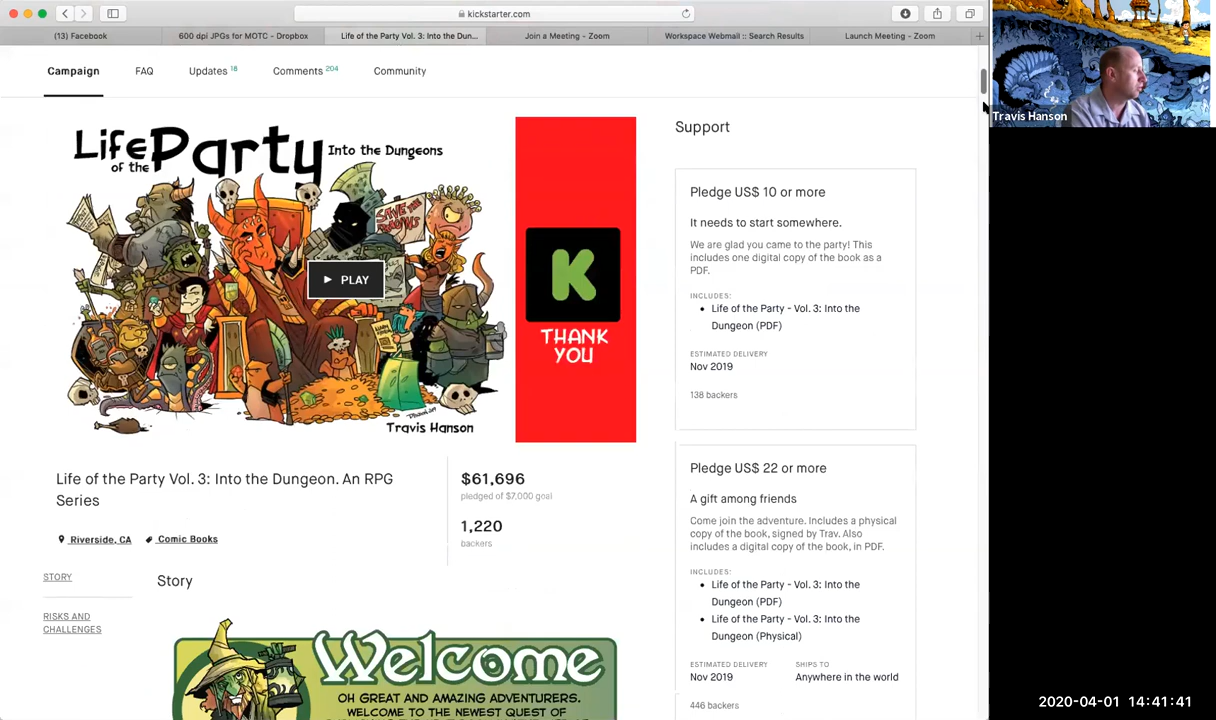 kickstarter.com
(13) Facebook
600 dpi JPGs for MOTC - Dropbox
Life of the Party Vol. 3: Into the Dun...
Join a Meeting - Zoom
Workspace Webmail :: Search Results
Launch Meeting - Zoom
Campaign
FAQ
Updates 18
Comments 204
Community
Life of the Party Into the Dungeons
SAVE THE
PLAY
Travis Hanson
K
THANK
YOU
Life of the Party Vol. 3: Into the Dungeon. An RPG
Series
Riverside, CA
Comic Books
$61,696
pledged of $7,000 goal
1,220
backers
STORY
RISKS AND
CHALLENGES
Story
Welcome
OH GREAT AND AMAZING ADVENTURERS.
WELCOME TO THE NEWEST QUEST OF
Support
Pledge US$ 10 or more
It needs to start somewhere.
We are glad you came to the party! This
includes one digital copy of the book as a
PDF.
INCLUDES:
• Life of the Party - Vol. 3: Into the
Dungeon (PDF)
ESTIMATED DELIVERY
Nov 2019
138 backers
Pledge US$ 22 or more
A gift among friends
Come join the adventure. Includes a physical
copy of the book, signed by Trav. Also
includes a digital copy of the book, in PDF.
INCLUDES:
• Life of the Party - Vol. 3: Into the
Dungeon (PDF)
• Life of the Party - Vol. 3: Into the
Dungeon (Physical)
ESTIMATED DELIVERY
Nov 2019
SHIPS TO
Anywhere in the world
446 backers
Travis Hanson
2020-04-01 14:41:41